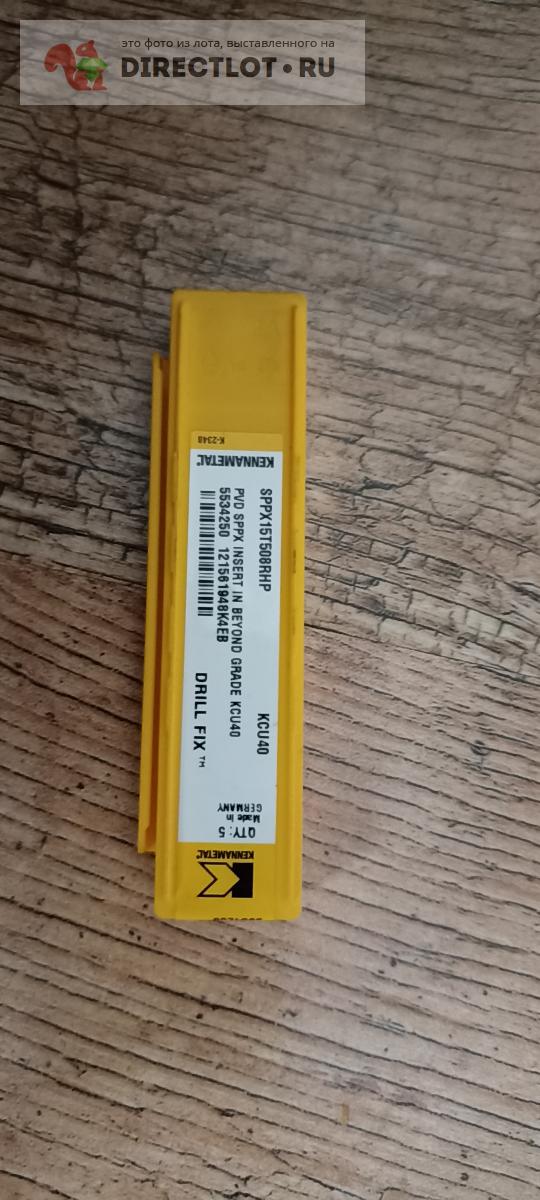 это фото из лота, выставленного на
DIRECTLOT.RU
K-2348
KENNAMETAL®
SPPX15T508RHP KCU40
PVD SPPX INSERT IN BEYOND GRADE KCU40
5534250 121561948K4EB
DRILL FIX™
Made in
GERMANY
QTY: 5
KENNAMETAL®